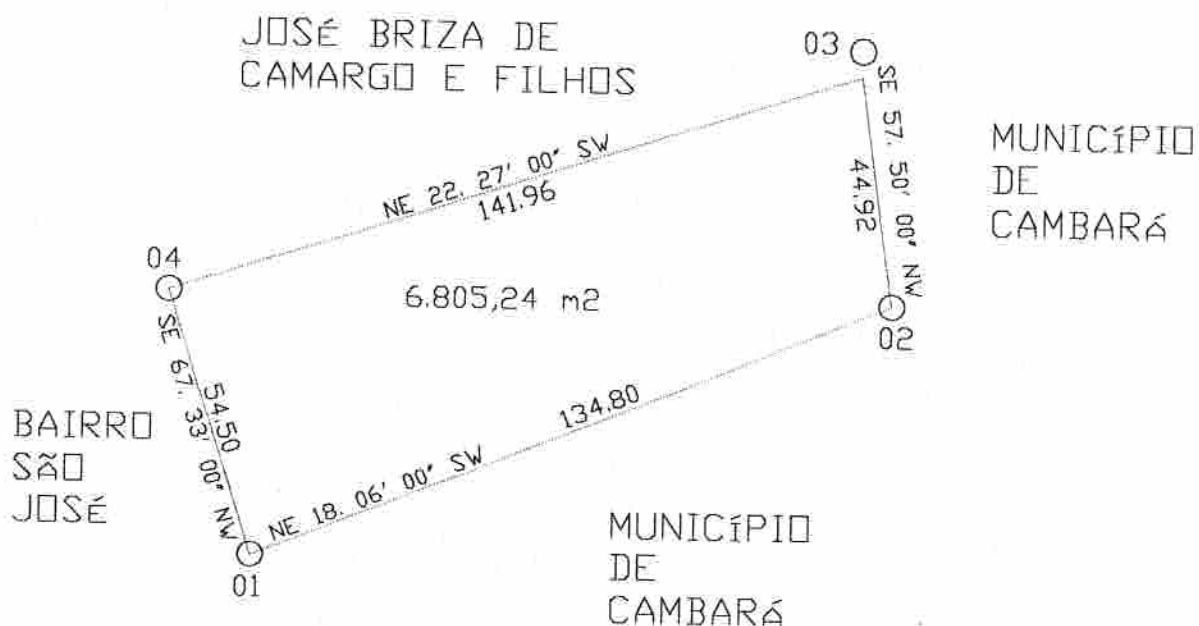 JOSÉ BRIZA DE
CAMARGO E FILHOS
03
SE 57. 50' 00" NW
44.92
MUNICÍPIO
DE
CAMBARÁ
NE 22. 27' 00" SW
141.96
04
6.805,24 m2
02
SE 67. 33' 00" NW
54.50
134.80
BAIRRO
SÃO
JOSÉ
NE 18. 06' 00" SW
01
MUNICÍPIO
DE
CAMBARÁ